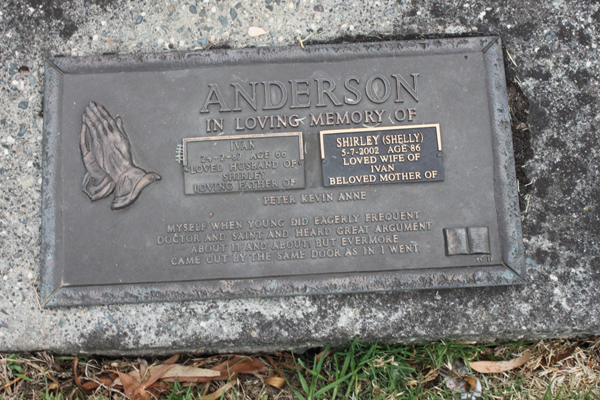 ANDERSON
IN LOVING MEMORY OF
IVAN
24-7-87 AGE 66
LOVED HUSBAND OF
SHIRLEY
LOVING FATHER OF
SHIRLEY (SHELLY)
5-7-2002 AGE 86
LOVED WIFE OF
IVAN
BELOVED MOTHER OF
PETER KEVIN ANNE
MYSELF WHEN YOUNG DID EAGERLY FREQUENT
DOCTOR AND SAINT AND HEARD GREAT ARGUMENT
ABOUT IT AND ABOUT, BUT EVERMORE
CAME OUT BY THE SAME DOOR AS IN I WENT